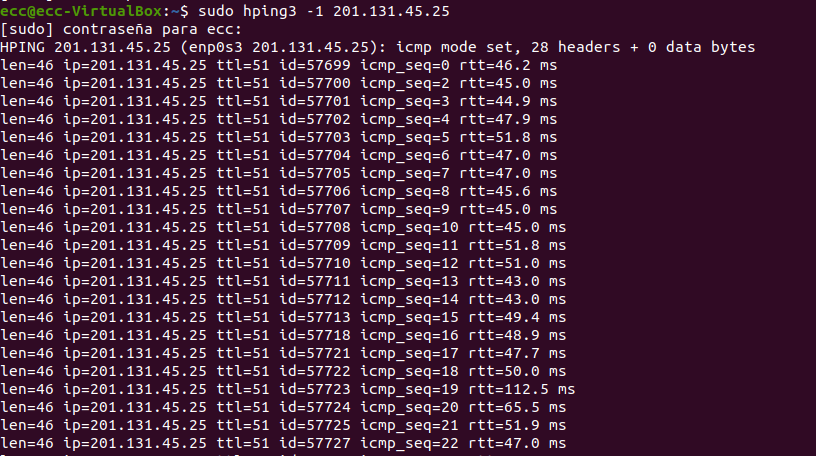 ecc@ecc-VirtualBox:~$ sudo hping3 -1 201.131.45.25
[sudo] contraseña para ecc:
HPING 201.131.45.25 (enp0s3 201.131.45.25): icmp mode set, 28 headers + 0 data bytes
len=46 ip=201.131.45.25 ttl=51 id=57699 icmp_seq=0 rtt=46.2 ms
len=46 ip=201.131.45.25 ttl=51 id=57700 icmp_seq=2 rtt=45.0 ms
len=46 ip=201.131.45.25 ttl=51 id=57701 icmp_seq=3 rtt=44.9 ms
len=46 ip=201.131.45.25 ttl=51 id=57702 icmp_seq=4 rtt=47.9 ms
len=46 ip=201.131.45.25 ttl=51 id=57703 icmp_seq=5 rtt=51.8 ms
len=46 ip=201.131.45.25 ttl=51 id=57704 icmp_seq=6 rtt=47.0 ms
len=46 ip=201.131.45.25 ttl=51 id=57705 icmp_seq=7 rtt=47.0 ms
len=46 ip=201.131.45.25 ttl=51 id=57706 icmp_seq=8 rtt=45.6 ms
len=46 ip=201.131.45.25 ttl=51 id=57707 icmp_seq=9 rtt=45.0 ms
len=46 ip=201.131.45.25 ttl=51 id=57708 icmp_seq=10 rtt=45.0 ms
len=46 ip=201.131.45.25 ttl=51 id=57709 icmp_seq=11 rtt=51.8 ms
len=46 ip=201.131.45.25 ttl=51 id=57710 icmp_seq=12 rtt=51.0 ms
len=46 ip=201.131.45.25 ttl=51 id=57711 icmp_seq=13 rtt=43.0 ms
len=46 ip=201.131.45.25 ttl=51 id=57712 icmp_seq=14 rtt=43.0 ms
len=46 ip=201.131.45.25 ttl=51 id=57713 icmp_seq=15 rtt=49.4 ms
len=46 ip=201.131.45.25 ttl=51 id=57718 icmp_seq=16 rtt=48.9 ms
len=46 ip=201.131.45.25 ttl=51 id=57721 icmp_seq=17 rtt=47.7 ms
len=46 ip=201.131.45.25 ttl=51 id=57722 icmp_seq=18 rtt=50.0 ms
len=46 ip=201.131.45.25 ttl=51 id=57723 icmp_seq=19 rtt=112.5 ms
len=46 ip=201.131.45.25 ttl=51 id=57724 icmp_seq=20 rtt=65.5 ms
len=46 ip=201.131.45.25 ttl=51 id=57725 icmp_seq=21 rtt=51.9 ms
len=46 ip=201.131.45.25 ttl=51 id=57727 icmp_seq=22 rtt=47.0 ms